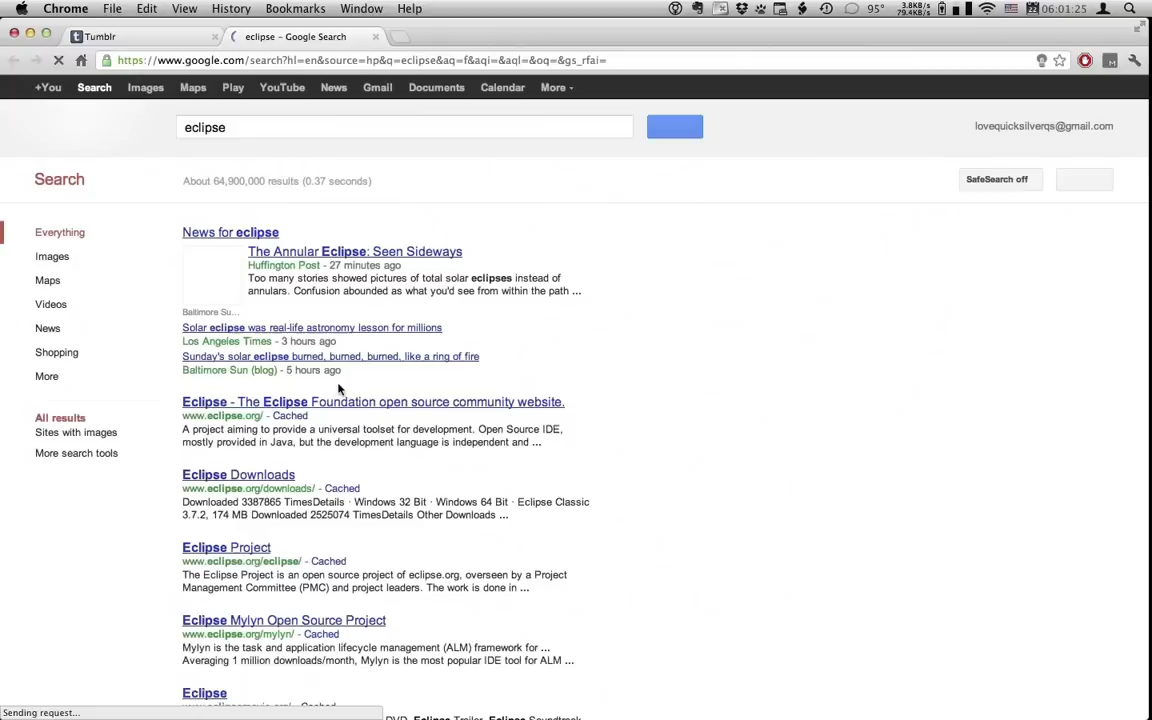 Chrome File Edit View History Bookmarks Window Help 95° 3.8KB/s 79.4KB/s 22 06:01:25
Tumblr eclipse - Google Search
https://www.google.com/search?hl=en&source=hp&q=eclipse&aq=f&aqi=&aql=&oq=&gs_rfai=
+You Search Images Maps Play YouTube News Gmail Documents Calendar More
eclipse lovequicksilverqs@gmail.com
Search About 64,900,000 results (0.37 seconds) SafeSearch off
Everything
Images
Maps
Videos
News
Shopping
More
All results
Sites with images
More search tools
News for eclipse
The Annular Eclipse: Seen Sideways
Huffington Post - 27 minutes ago
Too many stories showed pictures of total solar eclipses instead of
annulars. Confusion abounded as what you'd see from within the path ...
Baltimore Su...
Solar eclipse was real-life astronomy lesson for millions
Los Angeles Times - 3 hours ago
Sunday's solar eclipse burned, burned, burned, like a ring of fire
Baltimore Sun (blog) - 5 hours ago
Eclipse - The Eclipse Foundation open source community website.
www.eclipse.org/ - Cached
A project aiming to provide a universal toolset for development. Open Source IDE,
mostly provided in Java, but the development language is independent and ...
Eclipse Downloads
www.eclipse.org/downloads/ - Cached
Downloaded 3387865 TimesDetails · Windows 32 Bit · Windows 64 Bit · Eclipse Classic
3.7.2, 174 MB Downloaded 2525074 TimesDetails Other Downloads ...
Eclipse Project
www.eclipse.org/eclipse/ - Cached
The Eclipse Project is an open source project of eclipse.org, overseen by a Project
Management Committee (PMC) and project leaders. The work is done in ...
Eclipse Mylyn Open Source Project
www.eclipse.org/mylyn/ - Cached
Mylyn is the task and application lifecycle management (ALM) framework for ...
Averaging 1 million downloads/month, Mylyn is the most popular IDE tool for ALM ...
Eclipse
Sending request... DVD, Eclipse Trailer, Eclipse Soundtrack